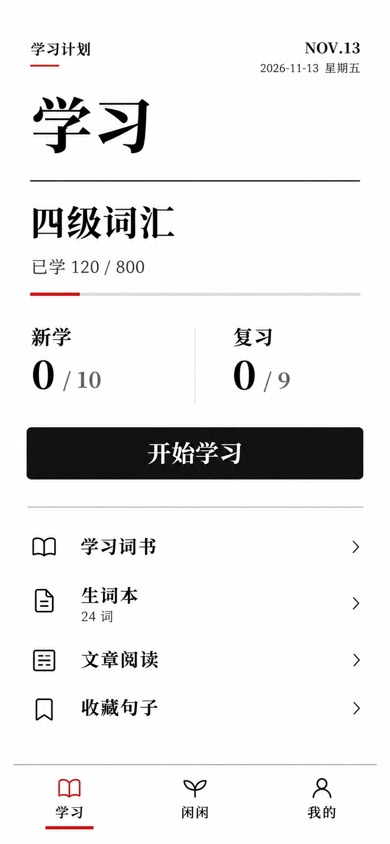 学习计划
NOV.13
2026-11-13 星期五
学习
四级词汇
已学 120 / 800
新学
复习
0 / 10
0 / 9
开始学习
学习词书
生词本
24 词
文章阅读
收藏句子
学习
闲闲
我的